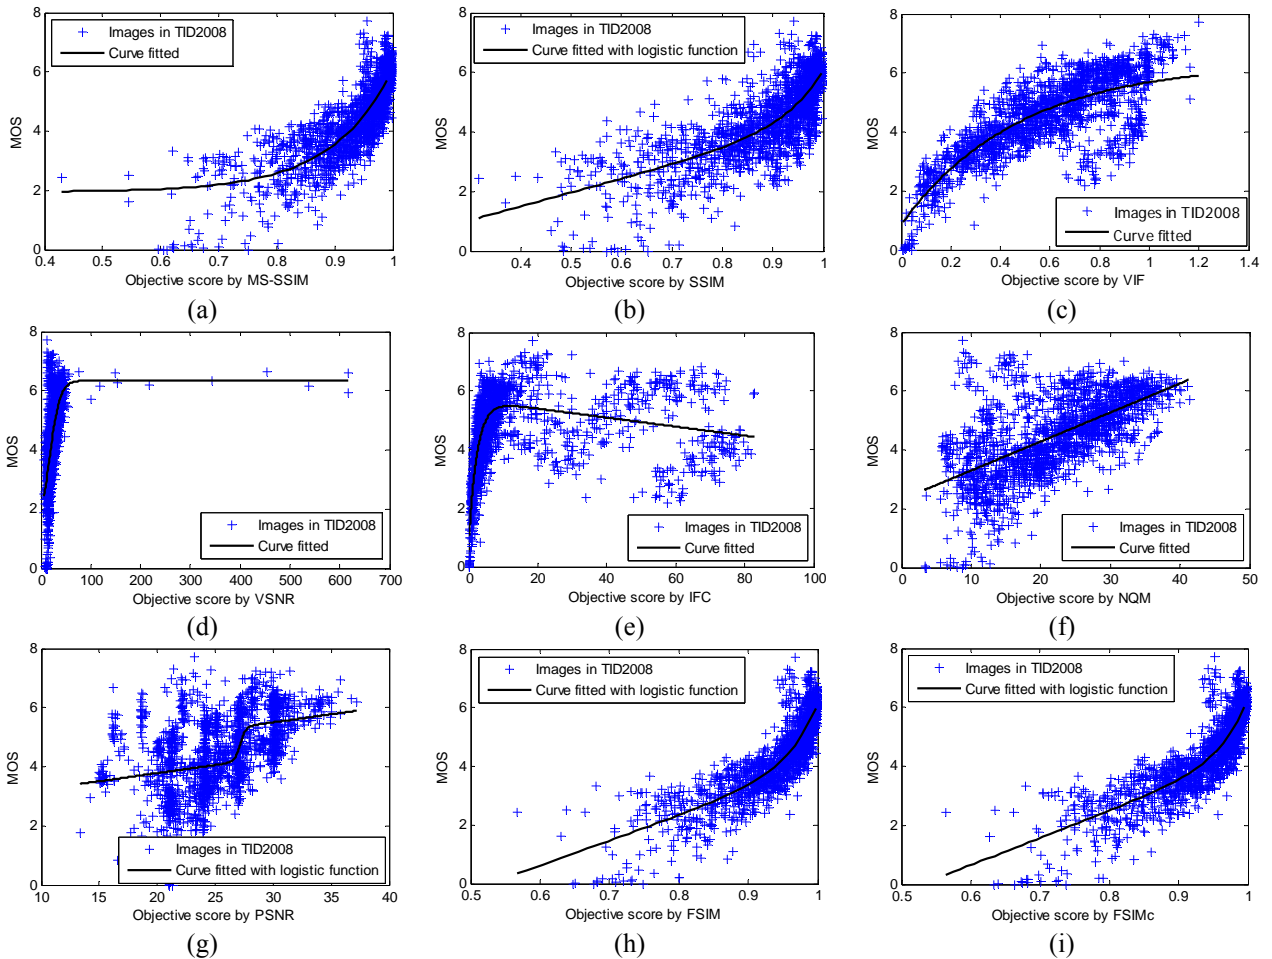 8
6
4
2
0
MOS
Images in TID2008
Curve fitted
0.4 0.5 0.6 0.7 0.8 0.9 1
Objective score by MS-SSIM
(a)
8
6
4
2
0
MOS
Images in TID2008
Curve fitted with logistic function
0.4 0.5 0.6 0.7 0.8 0.9 1
Objective score by SSIM
(b)
8
6
4
2
0
MOS
Images in TID2008
Curve fitted
0 0.2 0.4 0.6 0.8 1 1.2 1.4
Objective score by VIF
(c)
8
6
4
2
0
MOS
Images in TID2008
Curve fitted
0 100 200 300 400 500 600 700
Objective score by VSNR
(d)
8
6
4
2
0
MOS
Images in TID2008
Curve fitted
0 20 40 60 80 100
Objective score by IFC
(e)
8
6
4
2
0
MOS
Images in TID2008
Curve fitted
0 10 20 30 40 50
Objective score by NQM
(f)
8
6
4
2
0
MOS
Images in TID2008
Curve fitted with logistic function
10 15 20 25 30 35 40
Objective score by PSNR
(g)
8
6
4
2
0
MOS
Images in TID2008
Curve fitted with logistic function
0.5 0.6 0.7 0.8 0.9 1
Objective score by FSIM
(h)
8
6
4
2
0
MOS
Images in TID2008
Curve fitted with logistic function
0.5 0.6 0.7 0.8 0.9 1
Objective score by FSIMc
(i)